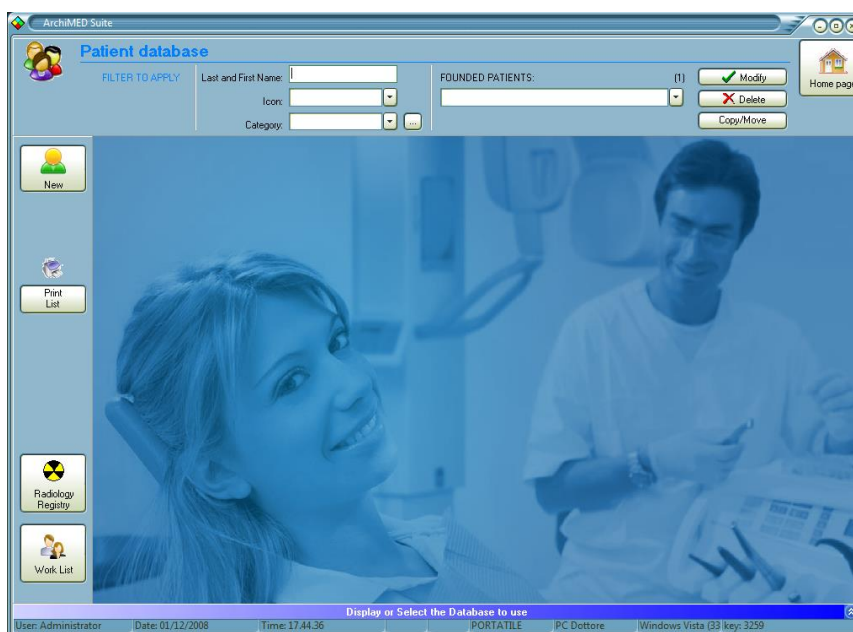 ArchiMED Suite
Patient database
FILTER TO APPLY
Last and First Name:
Icon:
Category:
...
FOUNDED PATIENTS:
(1)
Modify
Delete
Copy/Move
Home page
New
Print
List
Radiology
Registry
Work List
Display or Select the Database to use
User: Administrator Date: 01/12/2008 Time: 17.44.36 PORTATILE PC Dottore Windows Vista (33 key: 3259